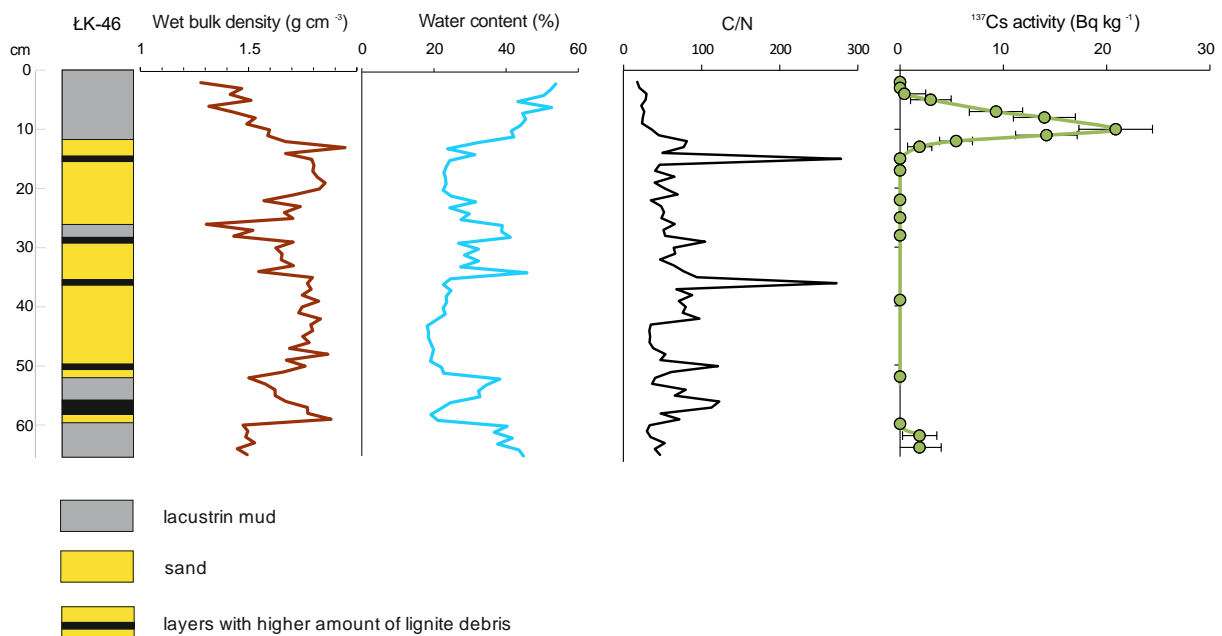 ŁK-46 Wet bulk density (g cm -3) Water content (%) C/N 137Cs activity (Bq kg -1)
cm 1 1.5 0 20 40 60 0 100 200 300 0 10 20 30
0
10
20
30
40
50
60
lacustrin mud
sand
layers with higher amount of lignite debris